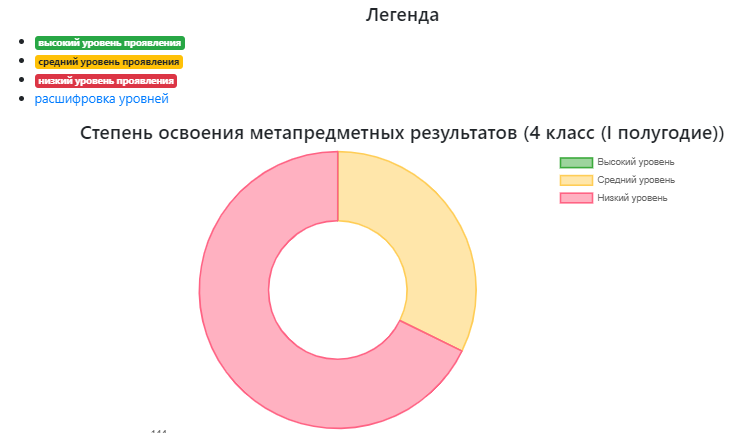 Легенда
высокий уровень проявления
средний уровень проявления
низкий уровень проявления
расшифровка уровней
Степень освоения метапредметных результатов (4 класс (I полугодие))
Высокий уровень
Средний уровень
Низкий уровень